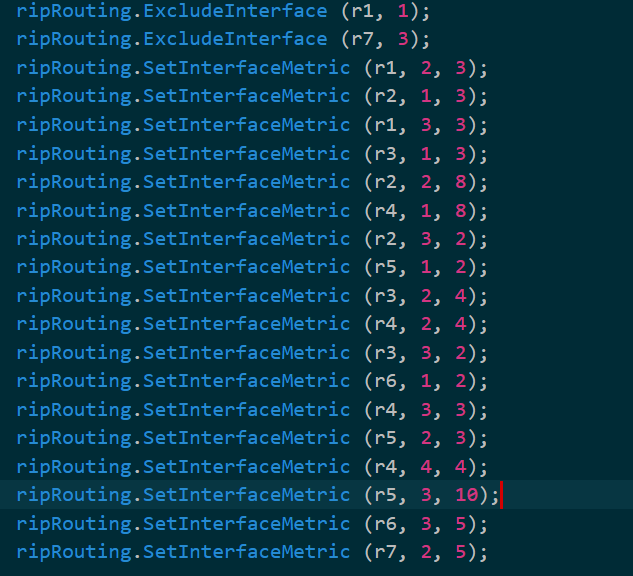 ripRouting.ExcludeInterface (r1, 1);
ripRouting.ExcludeInterface (r7, 3);
ripRouting.SetInterfaceMetric (r1, 2, 3);
ripRouting.SetInterfaceMetric (r2, 1, 3);
ripRouting.SetInterfaceMetric (r1, 3, 3);
ripRouting.SetInterfaceMetric (r3, 1, 3);
ripRouting.SetInterfaceMetric (r2, 2, 8);
ripRouting.SetInterfaceMetric (r4, 1, 8);
ripRouting.SetInterfaceMetric (r2, 3, 2);
ripRouting.SetInterfaceMetric (r5, 1, 2);
ripRouting.SetInterfaceMetric (r3, 2, 4);
ripRouting.SetInterfaceMetric (r4, 2, 4);
ripRouting.SetInterfaceMetric (r3, 3, 2);
ripRouting.SetInterfaceMetric (r6, 1, 2);
ripRouting.SetInterfaceMetric (r4, 3, 3);
ripRouting.SetInterfaceMetric (r5, 2, 3);
ripRouting.SetInterfaceMetric (r4, 4, 4);
ripRouting.SetInterfaceMetric (r5, 3, 10);
ripRouting.SetInterfaceMetric (r6, 3, 5);
ripRouting.SetInterfaceMetric (r7, 2, 5);